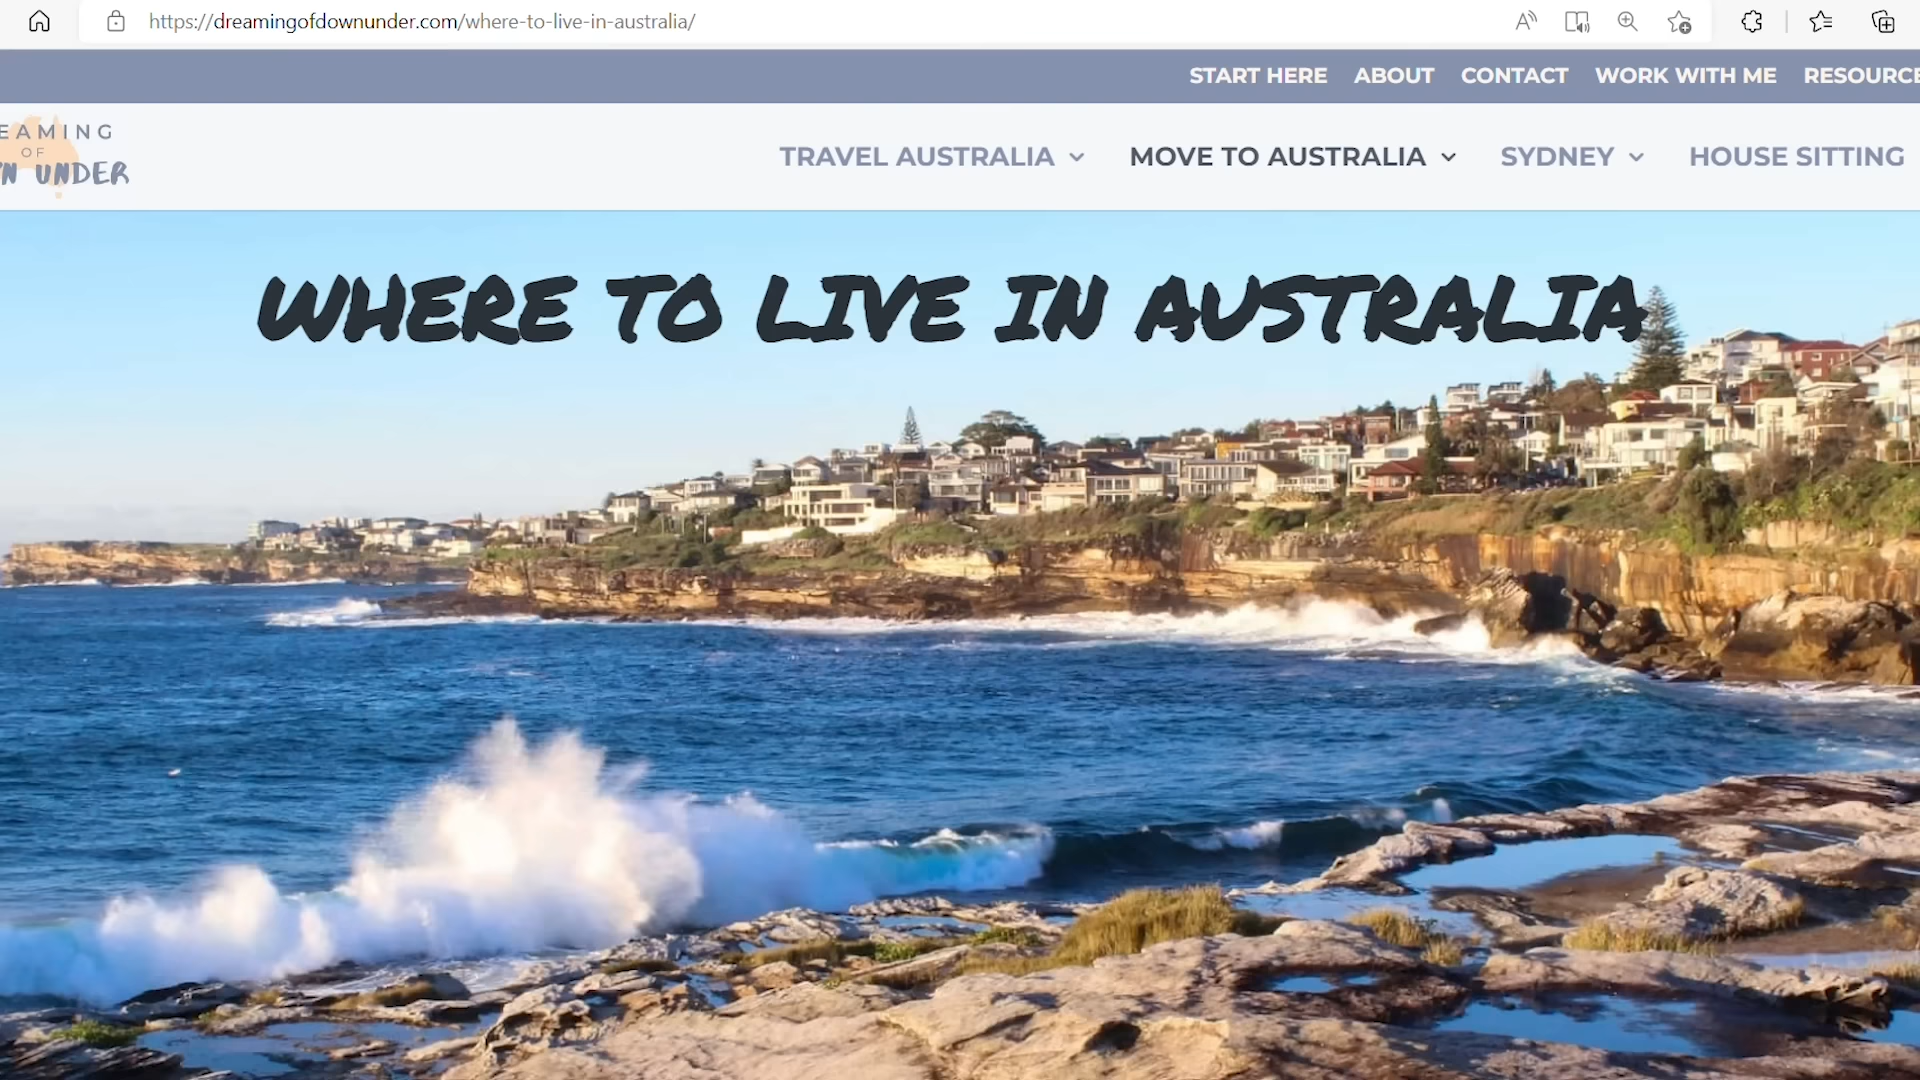 https://dreamingofdownunder.com/where-to-live-in-australia/
START HERE ABOUT CONTACT WORK WITH ME RESOURCE
EAMING
OF
N UNDER
TRAVEL AUSTRALIA MOVE TO AUSTRALIA SYDNEY HOUSE SITTING
WHERE TO LIVE IN AUSTRALIA